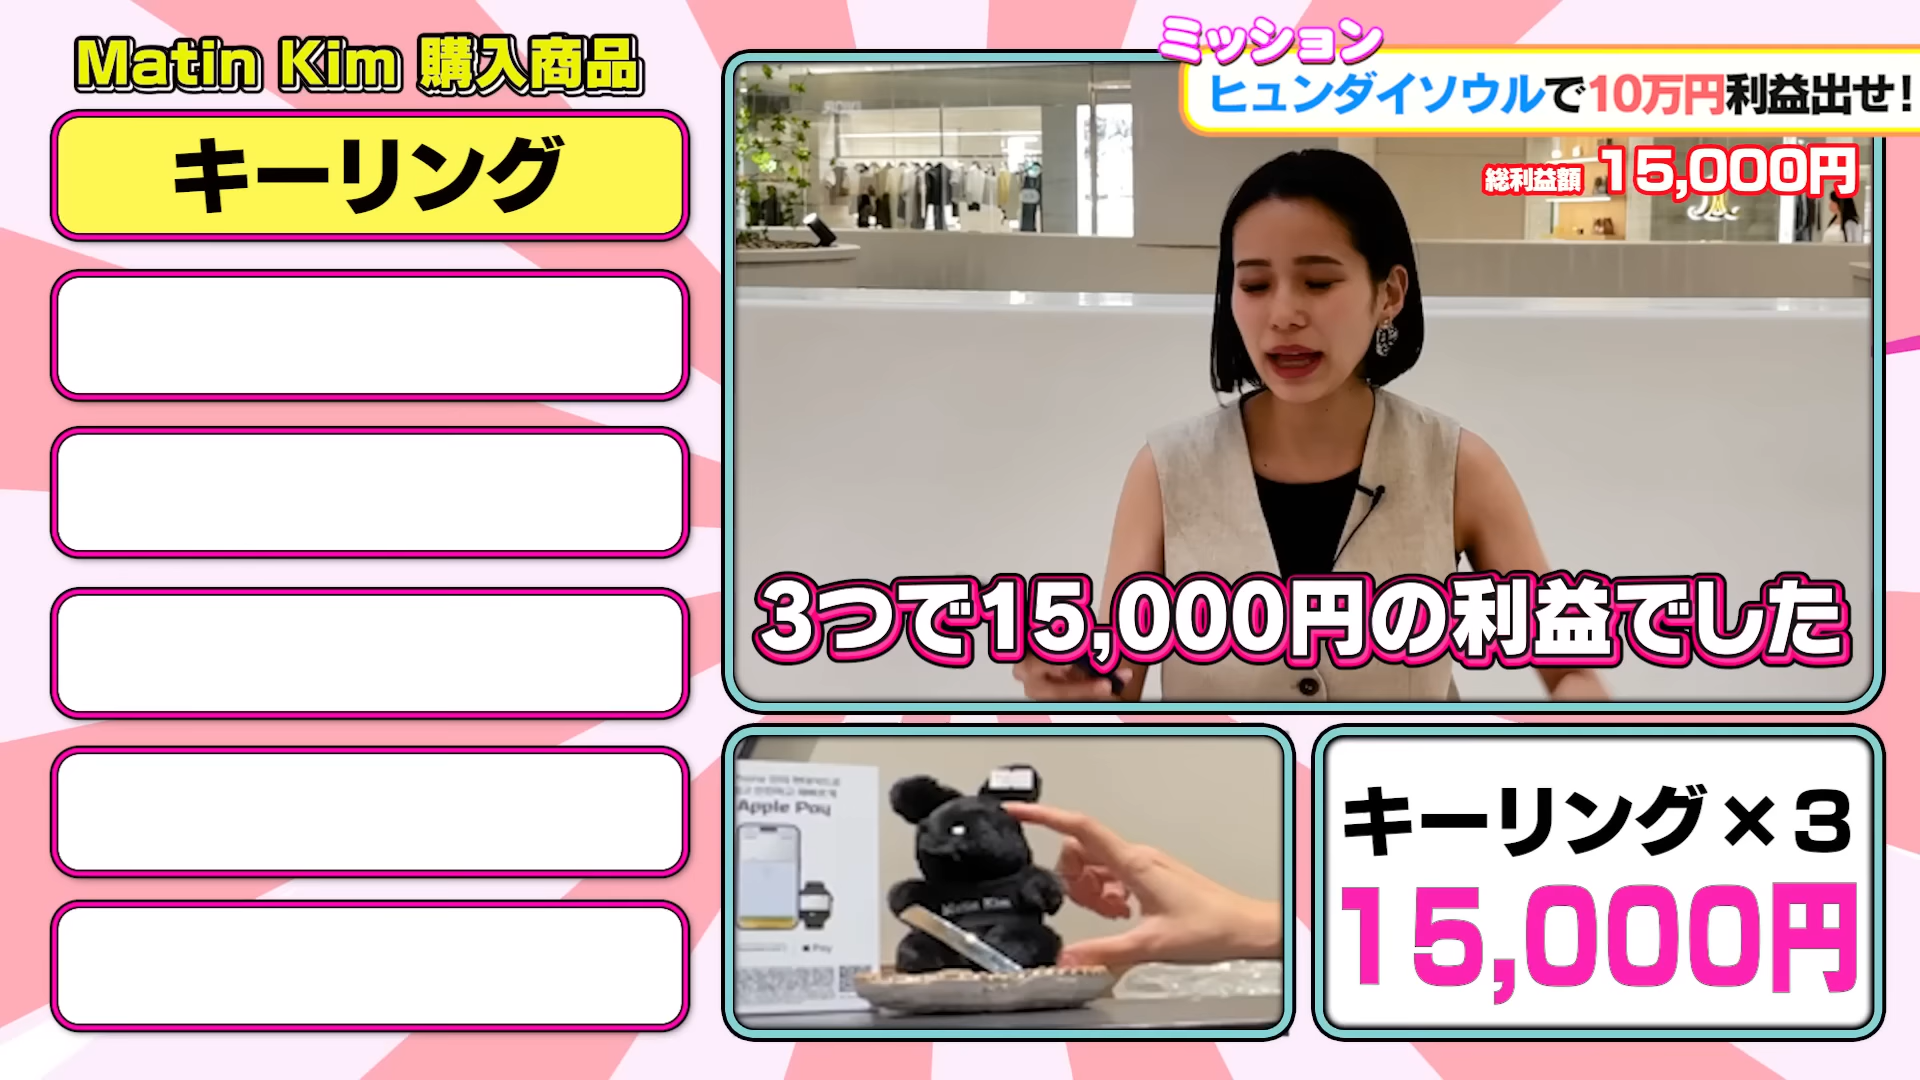 Matin Kim 購入商品
キーリング
ミッション
ヒュンダイソウルで10万円利益出せ!
総利益額 15,000円
3つで15,000円の利益でした
Apple Pay
Matin Kim
Pay
キーリング×3
15,000円